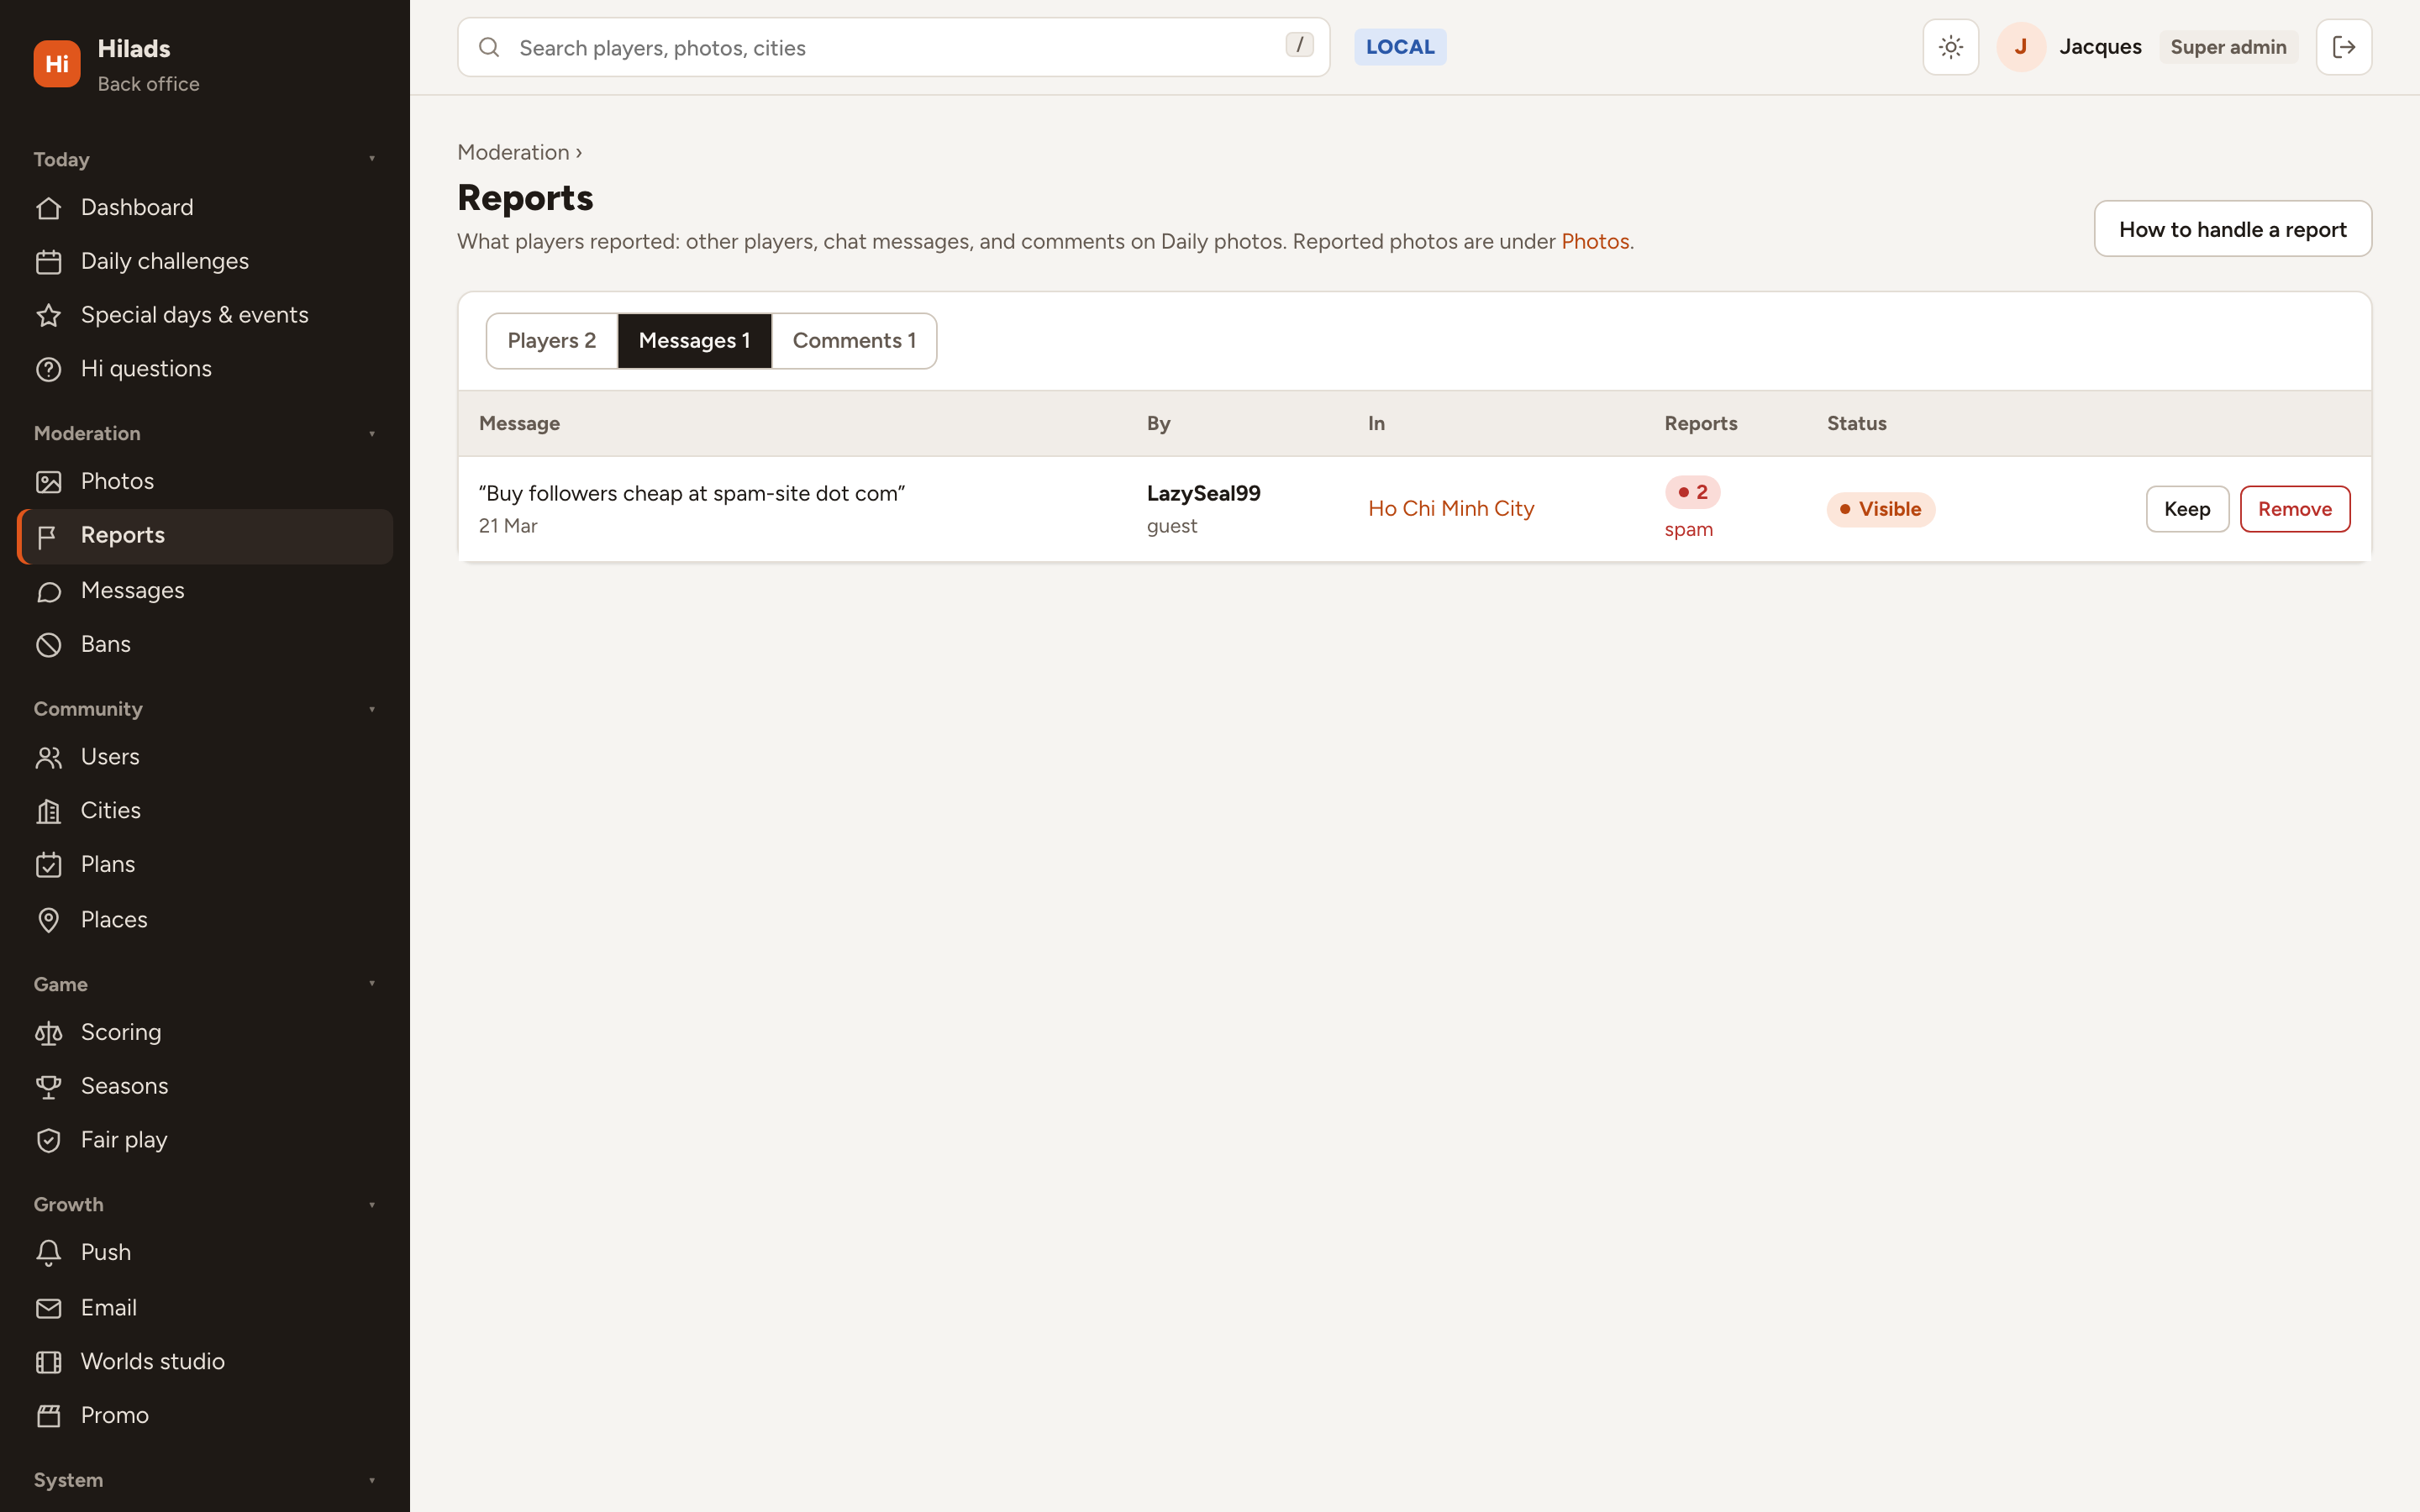 Hi
Hilads
Back office
Today
Dashboard
Daily challenges
Special days & events
Hi questions
Moderation
Photos
Reports
Messages
Bans
Community
Users
Cities
Plans
Places
Game
Scoring
Seasons
Fair play
Growth
Push
Email
Worlds studio
Promo
System
Search players, photos, cities /
LOCAL
J Jacques Super admin
Moderation ›
Reports
What players reported: other players, chat messages, and comments on Daily photos. Reported photos are under Photos.
How to handle a report
Players 2 Messages 1 Comments 1
Message By In Reports Status
“Buy followers cheap at spam-site dot com” LazySeal99 Ho Chi Minh City 2 Visible Keep Remove
21 Mar guest spam